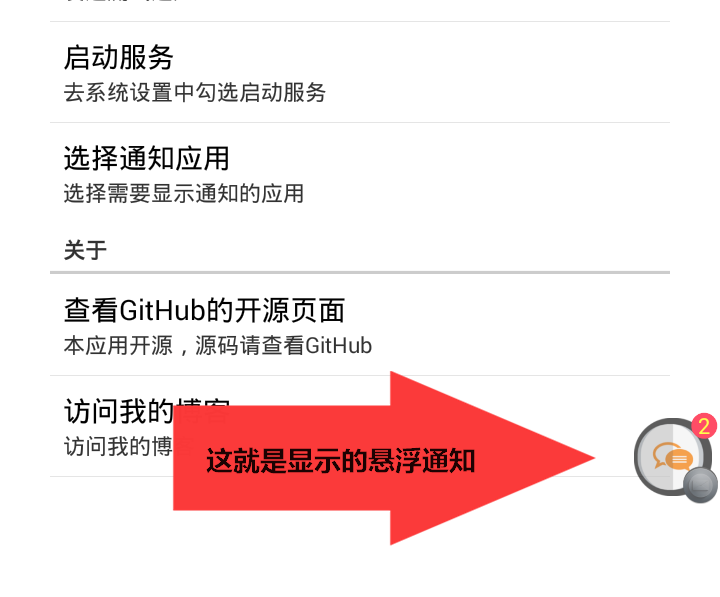 启动服务
去系统设置中勾选启动服务
选择通知应用
选择需要显示通知的应用
关于
查看GitHub的开源页面
本应用开源，源码请查看GitHub
访问我的博客
访问我的博
这就是显示的悬浮通知
2